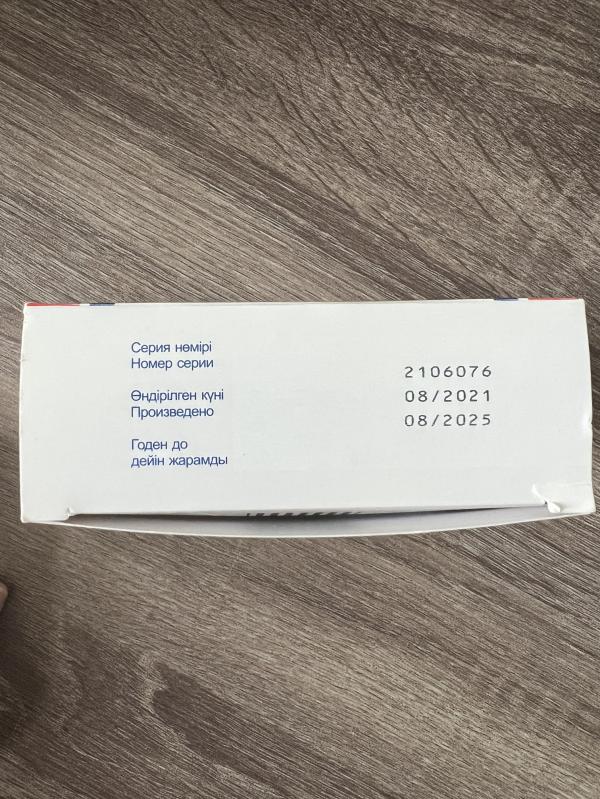 Серия нөмірі
Номер серии
2106076
Өндірілген күні
Произведено
08/2021
Годен до
дейін жарамды
08/2025